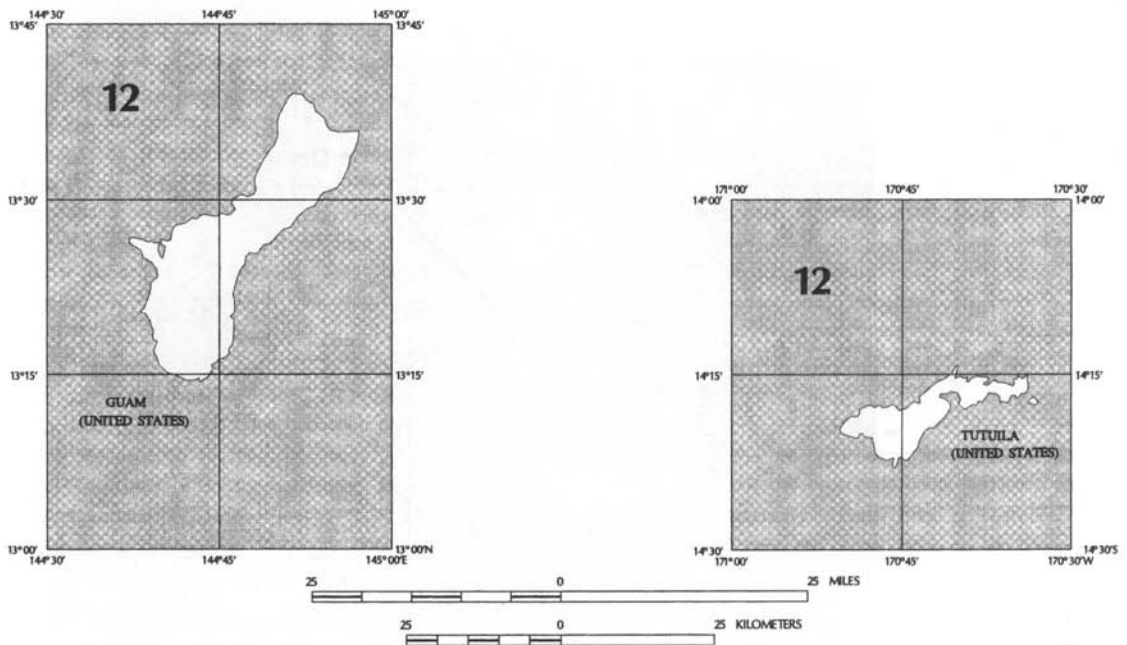 144°30' 144°45' 145°00'
13°45' 13°45'
12
13°30' 13°30'
13°15' 13°15'
GUAM
(UNITED STATES)
13°00' 13°00'N
144°30' 144°45' 145°00'E
171°00' 170°45' 170°30'
14°00' 14°00'
12
14°15' 14°15'
TUTUILA
(UNITED STATES)
14°30' 14°30'S
171°00' 170°45' 170°30'W
25 0 25 MILES
25 0 25 KILOMETERS